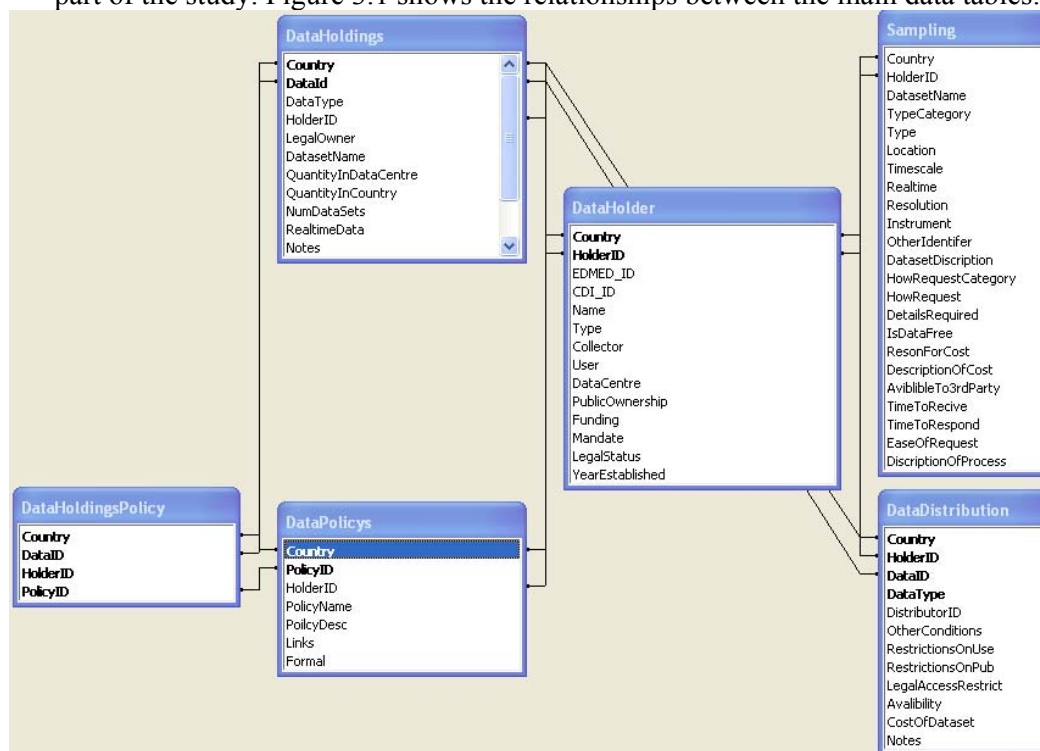 part of the study. Figure 3.1 shows the relationships between the main data tables.
DataHoldings
Country
DataId
DataType
HolderID
LegalOwner
DatasetName
QuantityInDataCentre
QuantityInCountry
NumDataSets
RealtimeData
Notes
DataHolder
Country
HolderID
EDMED_ID
CDI_ID
Name
Type
Collector
User
DataCentre
PublicOwnership
Funding
Mandate
LegalStatus
YearEstablished
Sampling
Country
HolderID
DatasetName
TypeCategory
Type
Location
Timescale
Realtime
Resolution
Instrument
OtherIdentifer
DatasetDiscription
HowRequestCategory
HowRequest
DetailsRequired
IsDataFree
ResonForCost
DescriptionOfCost
AviblibleTo3rdParty
TimeToRecive
TimeToRespond
EaseOfRequest
DiscriptionOfProcess
DataHoldingsPolicy
Country
DataID
HolderID
PolicyID
DataPolicys
Country
PolicyID
HolderID
PolicyName
PoilcyDesc
Links
Formal
DataDistribution
Country
HolderID
DataID
DataType
DistributorID
OtherConditions
RestrictionsOnUse
RestrictionsOnPub
LegalAccessRestrict
Avalibility
CostOfDataset
Notes